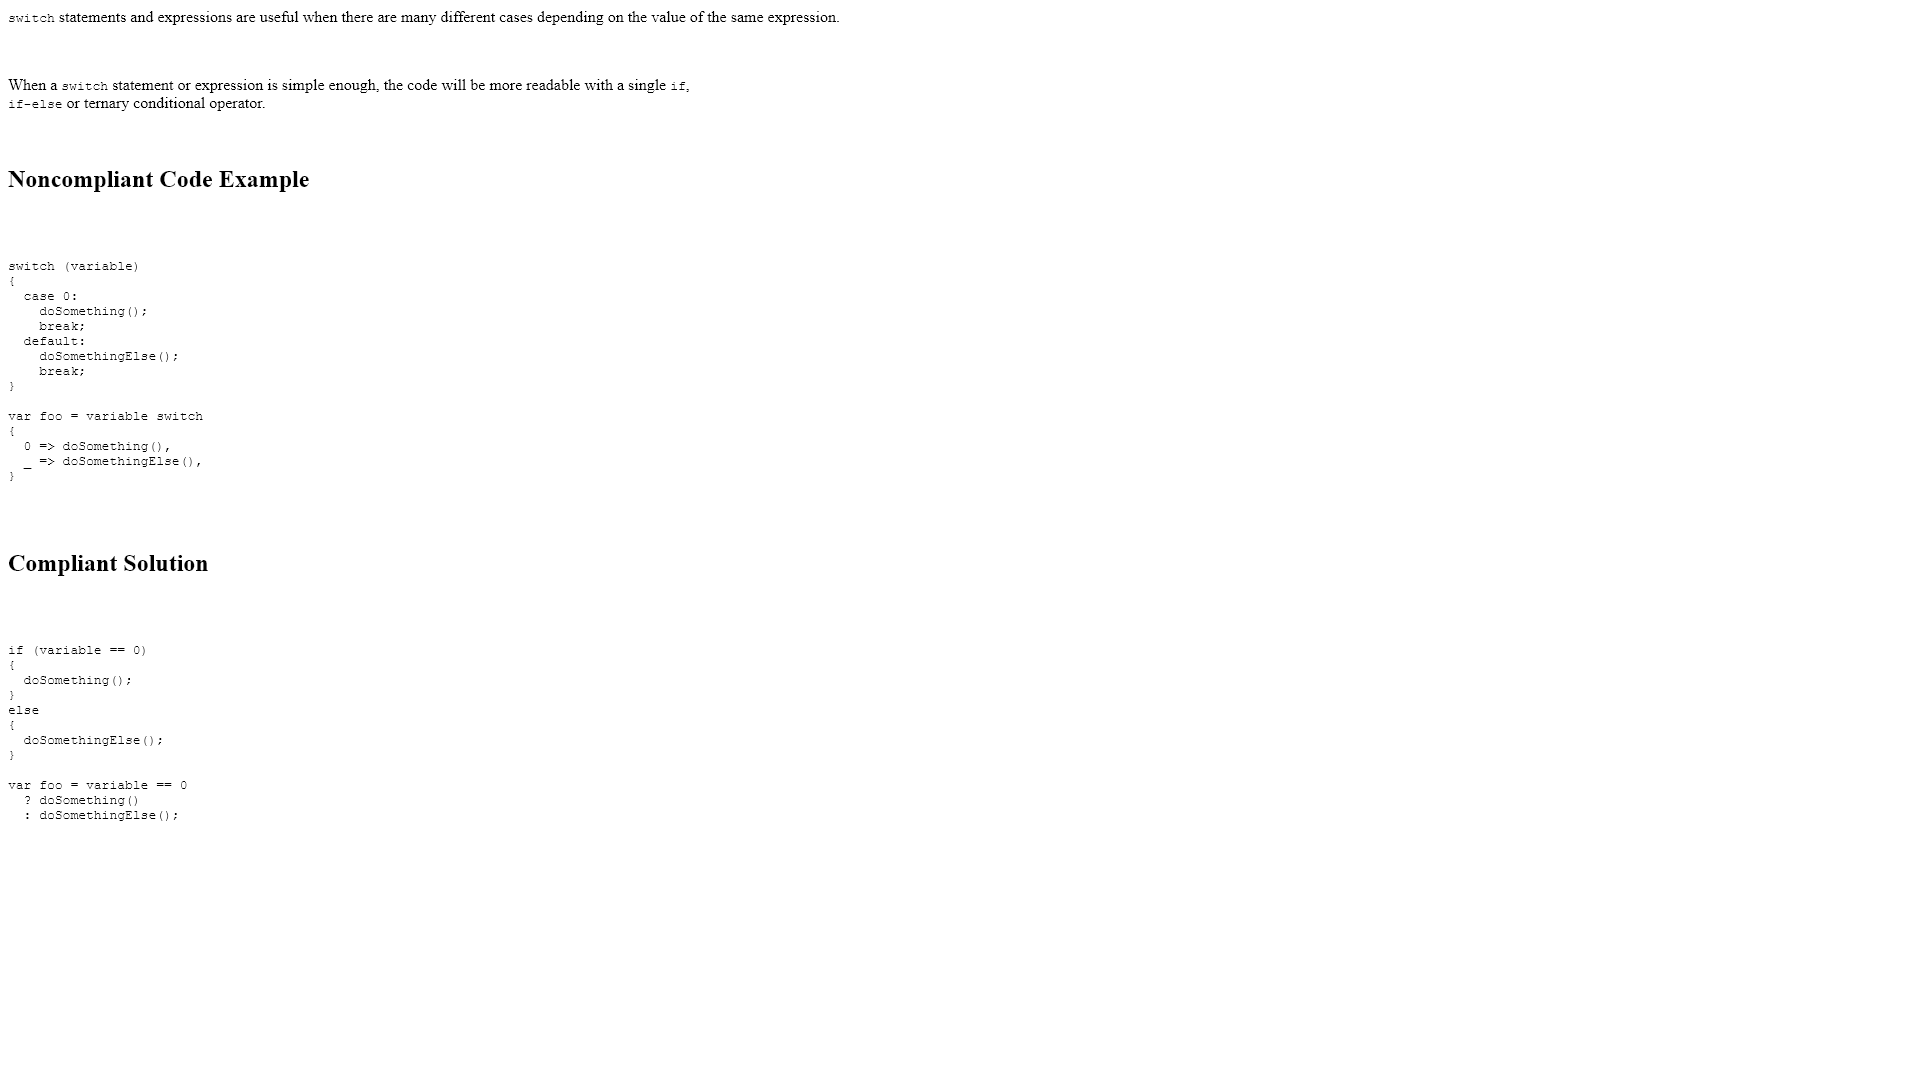 switch statements and expressions are useful when there are many different cases depending on the value of the same expression.
When a switch statement or expression is simple enough, the code will be more readable with a single if,
if-else or ternary conditional operator.
Noncompliant Code Example
switch (variable)
{
  case 0:
    doSomething();
    break;
  default:
    doSomethingElse();
    break;
}
var foo = variable switch
{
  0 => doSomething(),
  _ => doSomethingElse(),
}
Compliant Solution
if (variable == 0)
{
  doSomething();
}
else
{
  doSomethingElse();
}
var foo = variable == 0
  ? doSomething()
  : doSomethingElse();